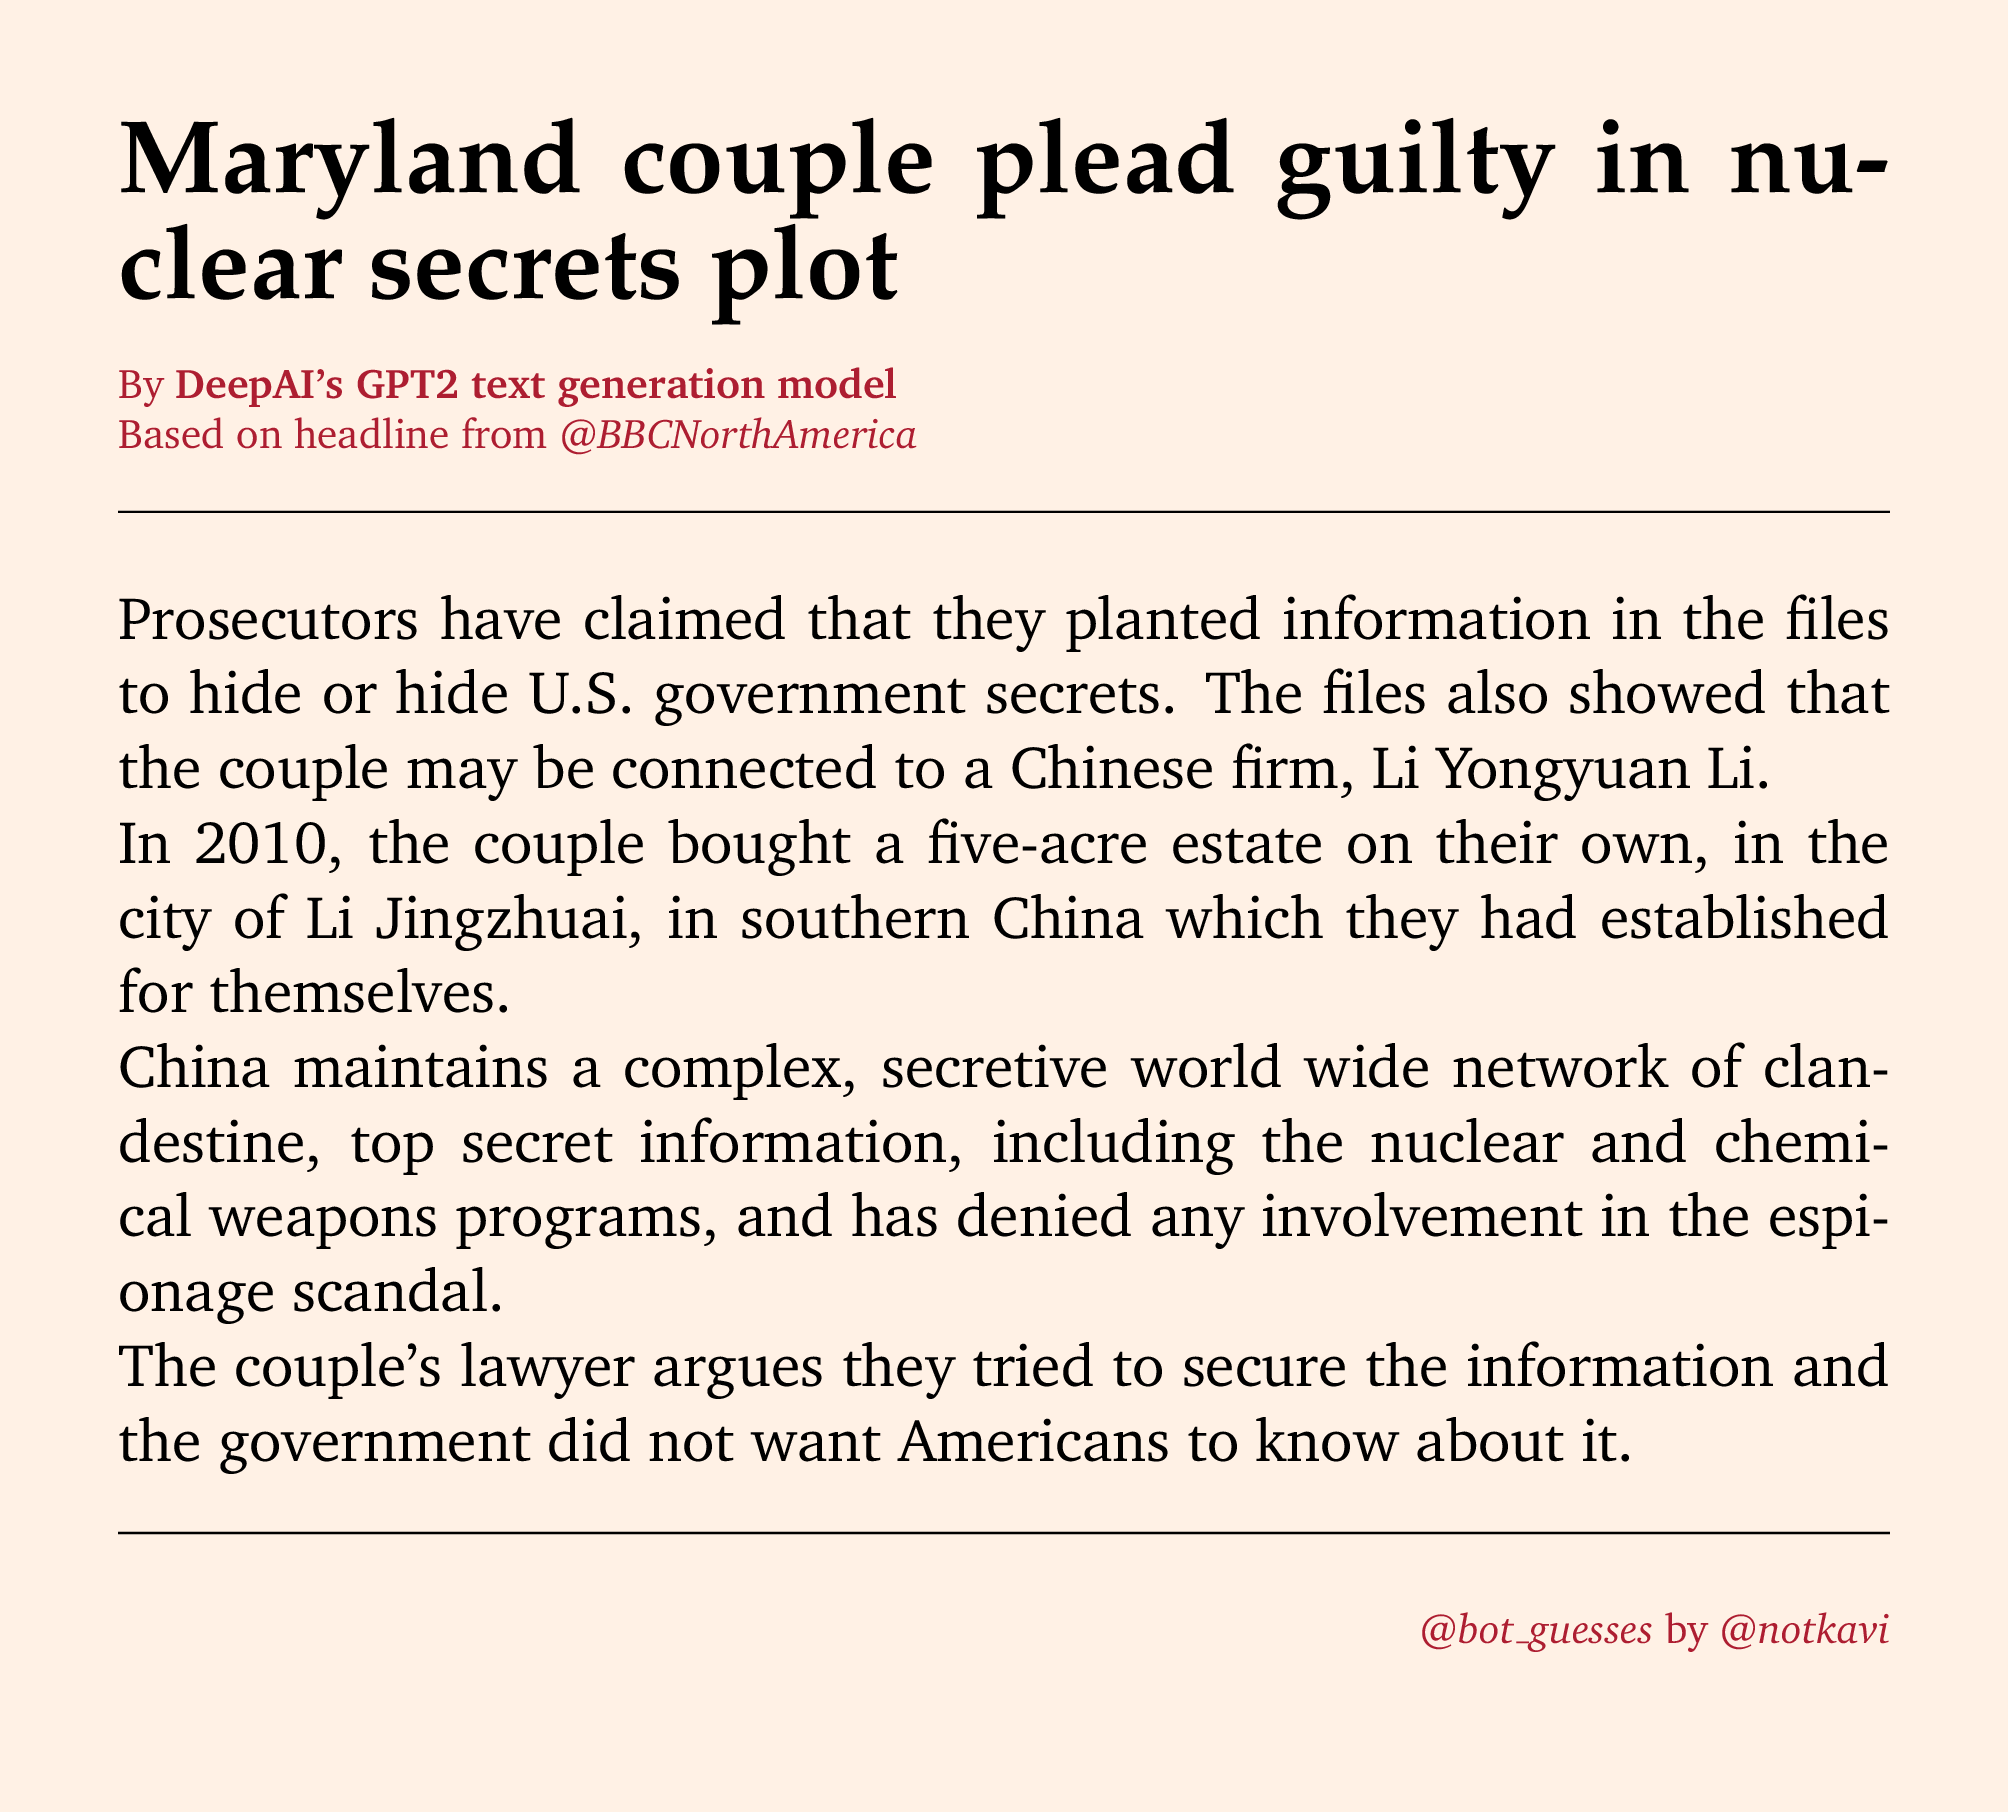 Maryland couple plead guilty in nu-
clear secrets plot
By DeepAI's GPT2 text generation model
Based on headline from @BBCNorthAmerica
Prosecutors have claimed that they planted information in the files
to hide or hide U.S. government secrets. The files also showed that
the couple may be connected to a Chinese firm, Li Yongyuan Li.
In 2010, the couple bought a five-acre estate on their own, in the
city of Li Jingzhuai, in southern China which they had established
for themselves.
China maintains a complex, secretive world wide network of clan-
destine, top secret information, including the nuclear and chemi-
cal weapons programs, and has denied any involvement in the espi-
onage scandal.
The couple's lawyer argues they tried to secure the information and
the government did not want Americans to know about it.
@bot_guesses by @notkavi